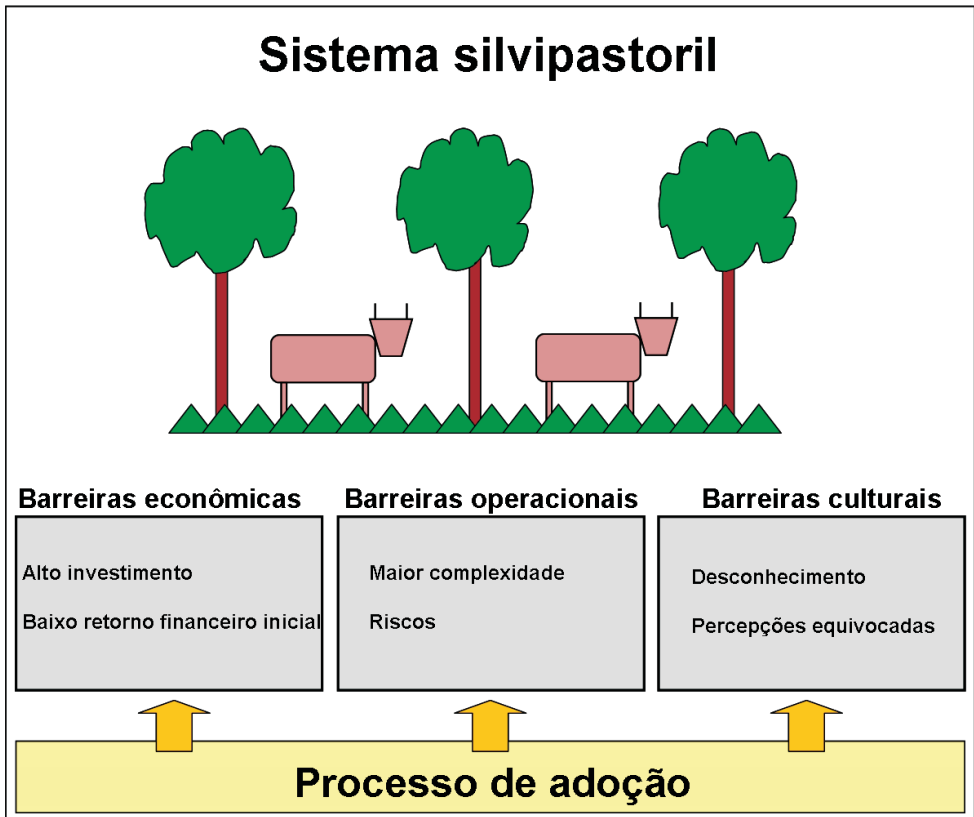 Sistema silvipastoril
Barreiras econômicas
Alto investimento
Baixo retorno financeiro inicial
Barreiras operacionais
Maior complexidade
Riscos
Barreiras culturais
Desconhecimento
Percepções equivocadas
Processo de adoção